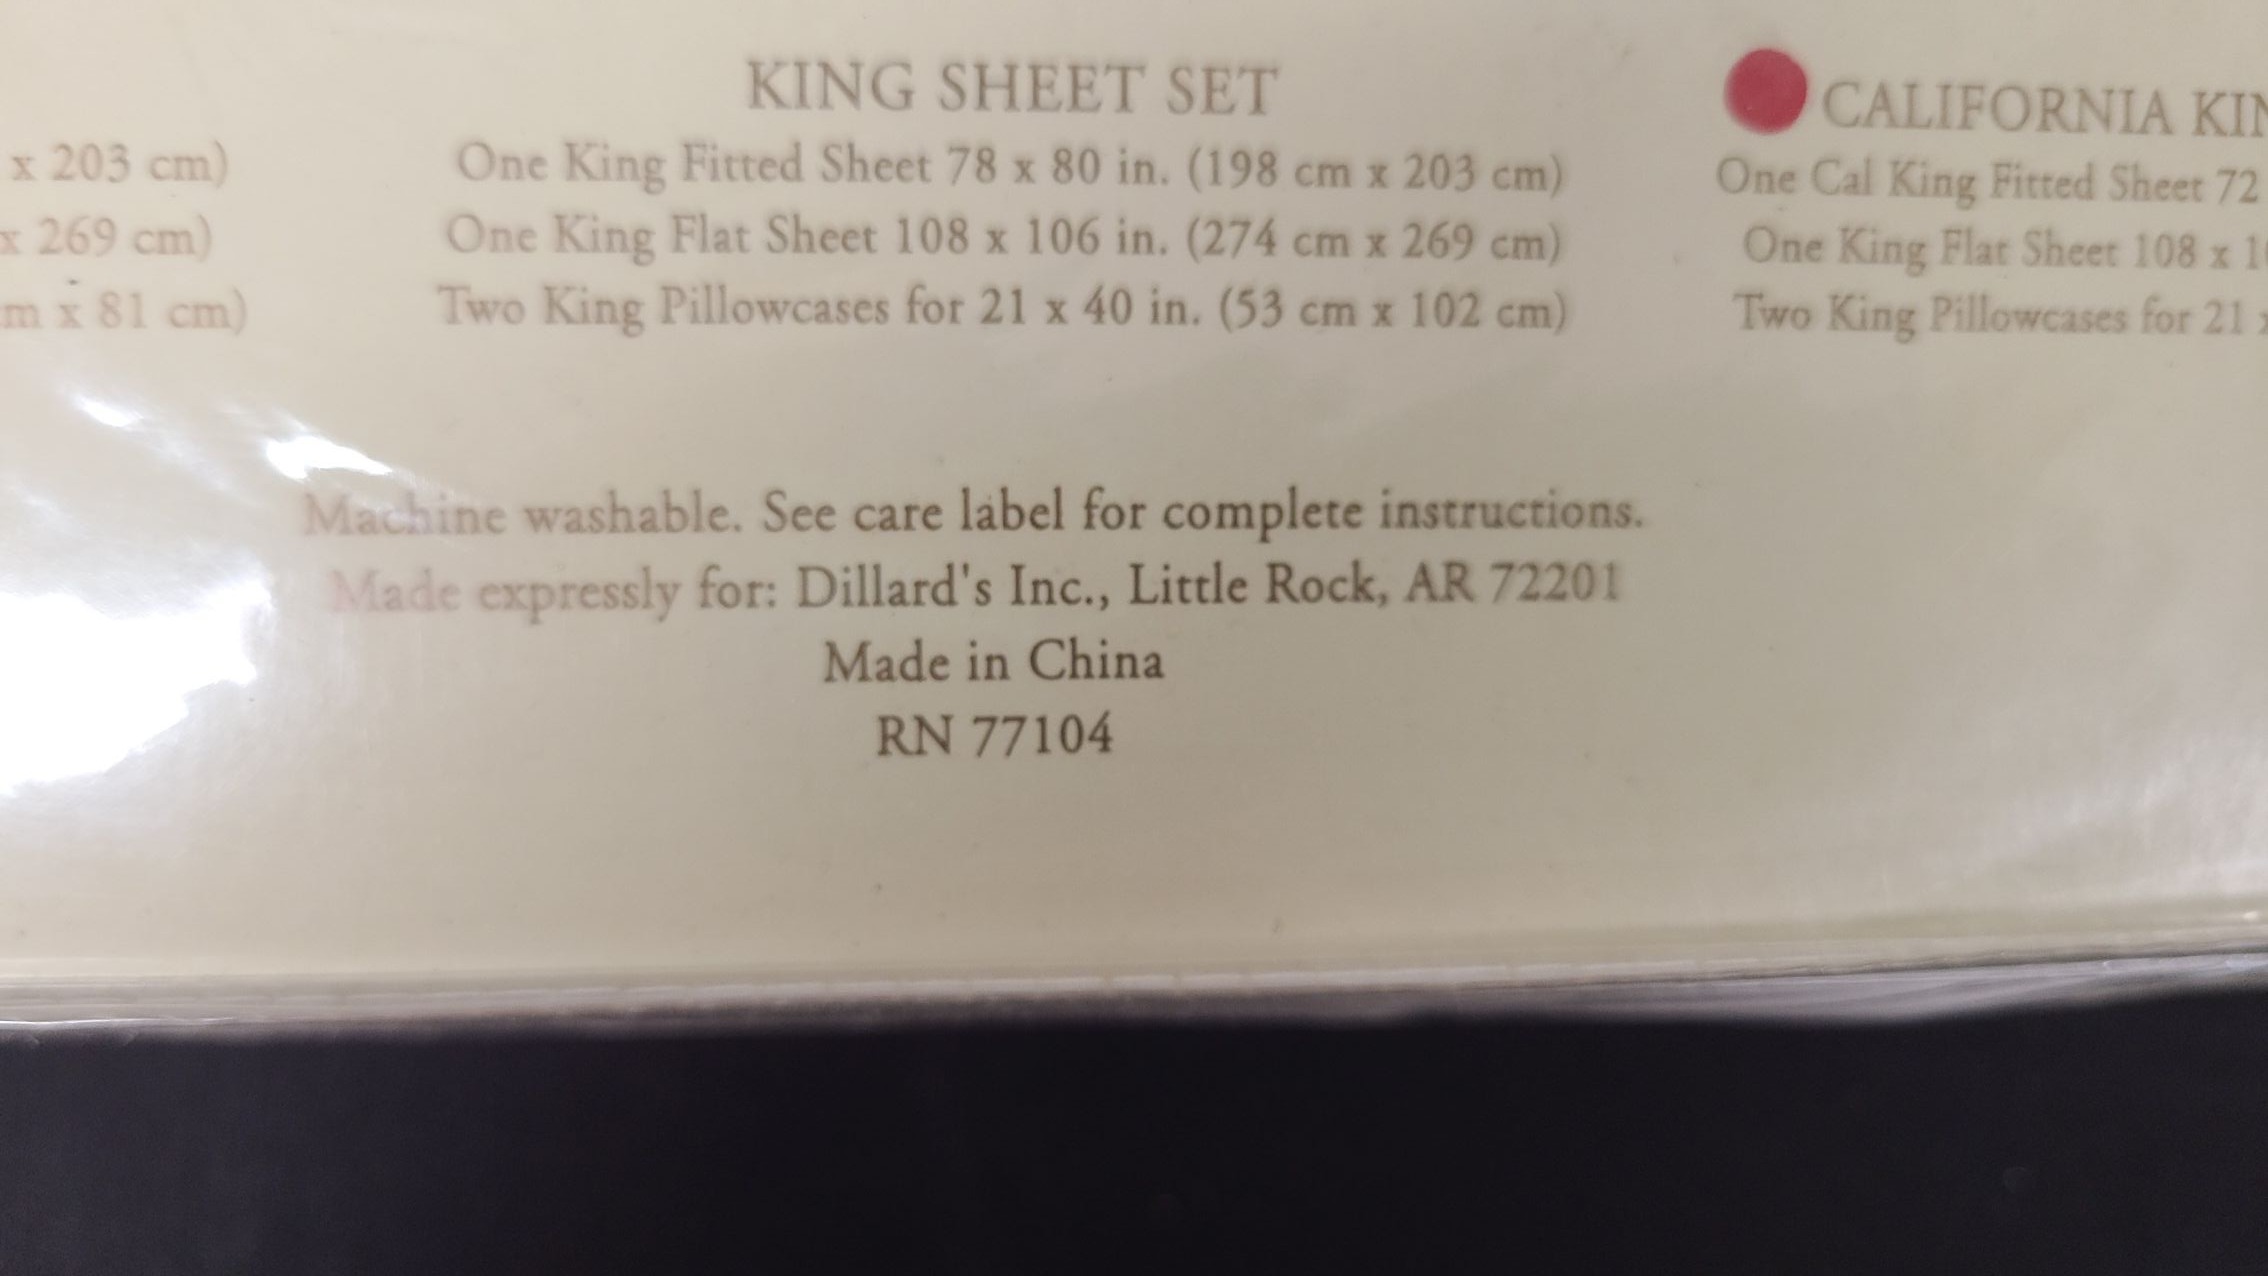 x 203 cm)
x 269 cm)
x 81 cm)
KING SHEET SET
One King Fitted Sheet 78 x 80 in. (198 cm x 203 cm)
One King Flat Sheet 108 x 106 in. (274 cm x 269 cm)
Two King Pillowcases for 21 x 40 in. (53 cm x 102 cm)
CALIFORNIA
One Cal King Fitted Sheet 72
One King Flat Sheet 108 x
Two King Pillowcases for 21
Machine washable. See care label for complete instructions.
Made expressly for: Dillard's Inc., Little Rock, AR 72201
Made in China
RN 77104